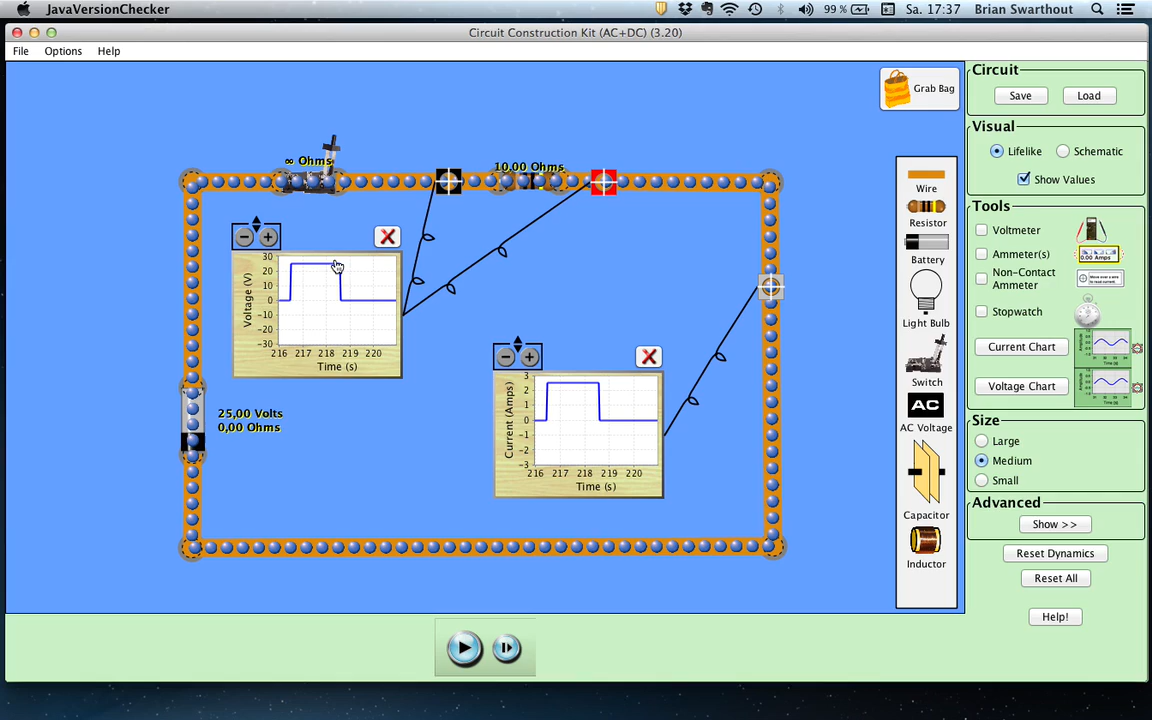 JavaVersionChecker
99 %
Sa. 17:37
Brian Swarthout
Circuit Construction Kit (AC+DC) (3.20)
File
Options
Help
Grab Bag
∞ Ohms
10,00 Ohms
Voltage (V)
30
20
10
0
−10
−20
−30
216 217 218 219 220
Time (s)
25,00 Volts
0,00 Ohms
Current (Amps)
3
2
1
0
−1
−2
−3
216 217 218 219 220
Time (s)
Wire
Resistor
Battery
Light Bulb
Switch
AC
AC Voltage
Capacitor
Inductor
Circuit
Save
Load
Visual
Lifelike
Schematic
Show Values
Tools
Voltmeter
Ammeter(s)
0.00 Amps
Non-Contact
Ammeter
Stopwatch
Current Chart
Voltage Chart
Size
Large
Medium
Small
Advanced
Show >>
Reset Dynamics
Reset All
Help!